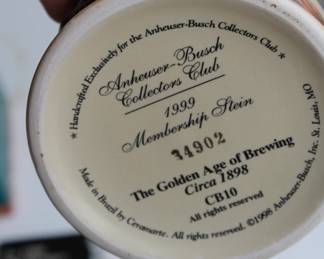 ★ Handcrafted Exclusively for the Anheuser-Busch Collectors Club ★
Anheuser-Busch
Collectors Club
1999
Membership Stein
34902
The Golden Age of Brewing
Circa 1898
CB10
All rights reserved
Made in Brazil by Ceramarte. All rights reserved. ©1998 Anheuser-Busch, Inc. St. Louis, MO